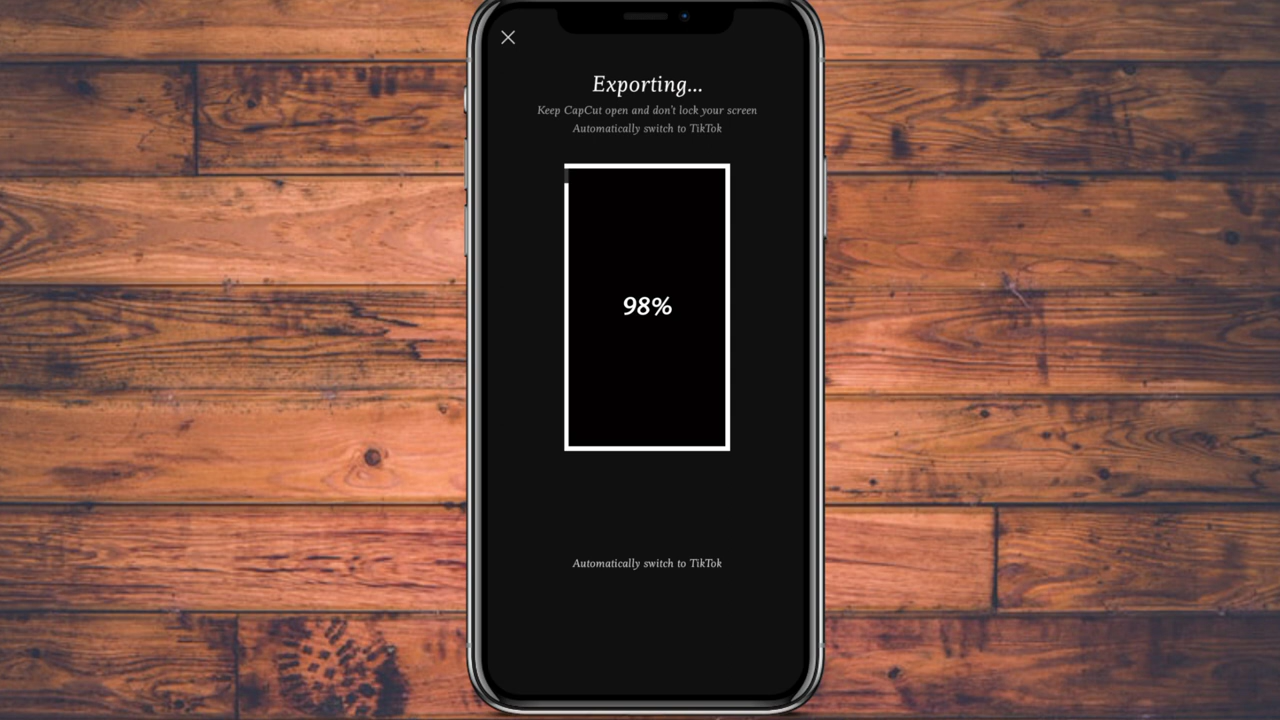 Exporting...
Keep CapCut open and don't lock your screen
Automatically switch to TikTok
98%
Automatically switch to TikTok